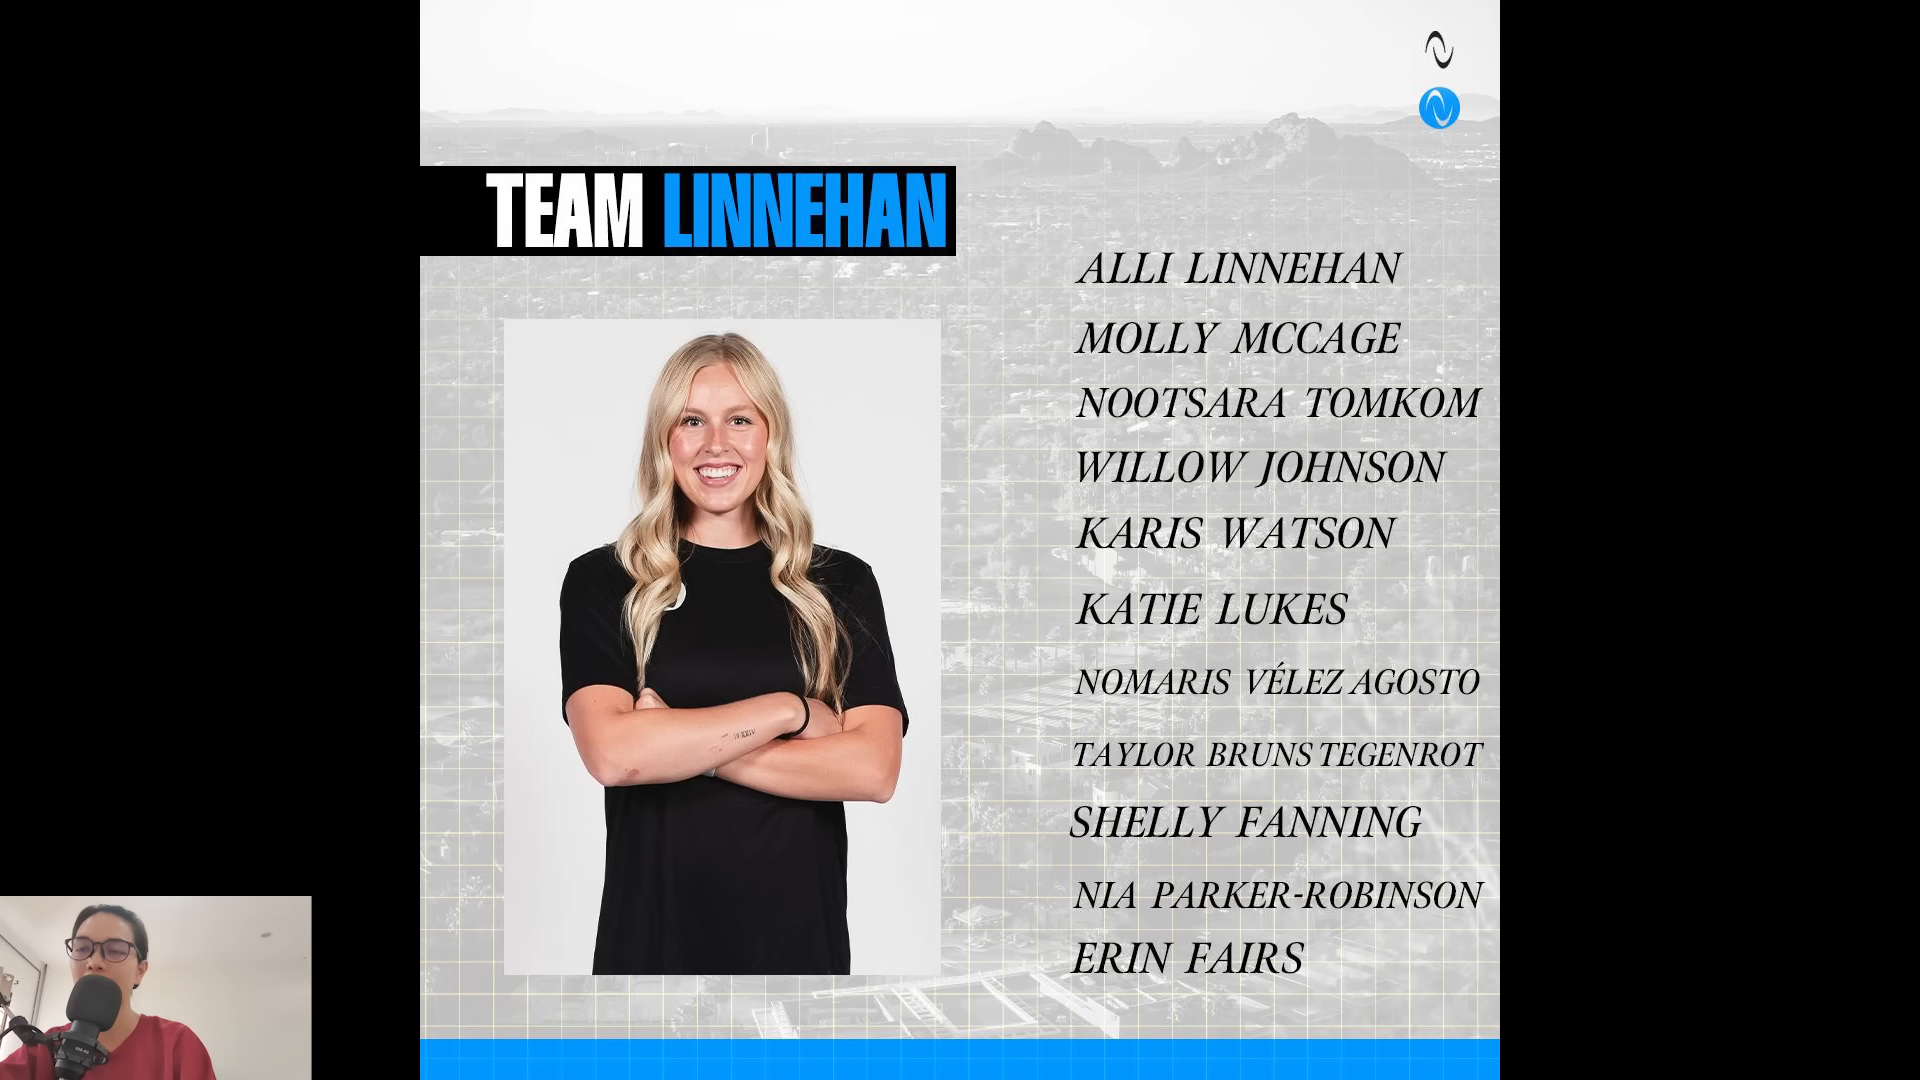 TEAM LINNEHAN
ALLI LINNEHAN
MOLLY MCCAGE
NOOTSARA TOMKOM
WILLOW JOHNSON
KARIS WATSON
KATIE LUKES
NOMARIS VÉLEZ AGOSTO
TAYLOR BRUNS TEGENROT
SHELLY FANNING
NIA PARKER-ROBINSON
ERIN FAIRS